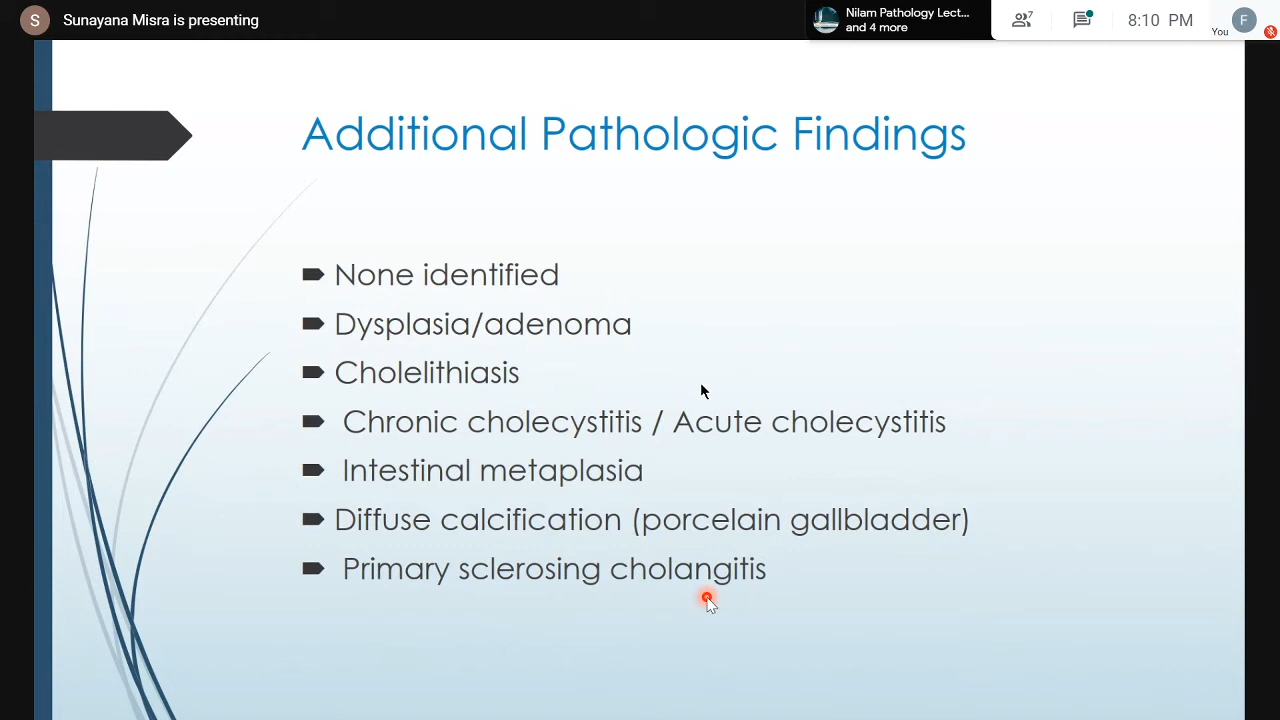 S Sunayana Misra is presenting
Nilam Pathology Lect...
and 4 more
7
8:10 PM
You
F
Additional Pathologic Findings
None identified
Dysplasia/adenoma
Cholelithiasis
Chronic cholecystitis / Acute cholecystitis
Intestinal metaplasia
Diffuse calcification (porcelain gallbladder)
Primary sclerosing cholangitis